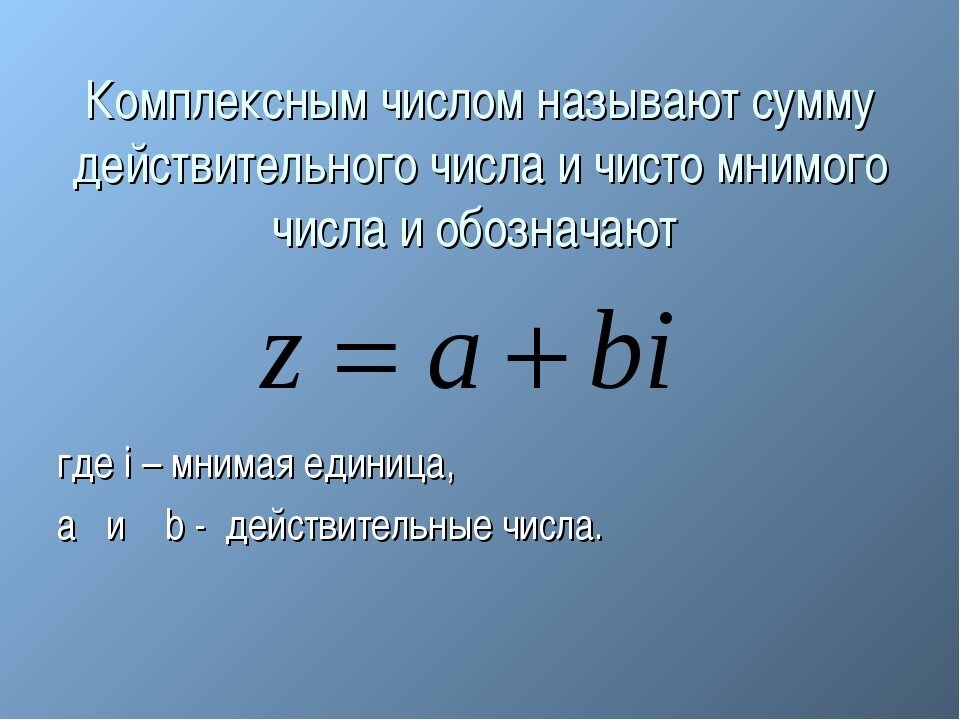 Комплексным числом называют сумму
действительного числа и чисто мнимого
числа и обозначают
z = a + bi
где i – мнимая единица,
a и b - действительные числа.